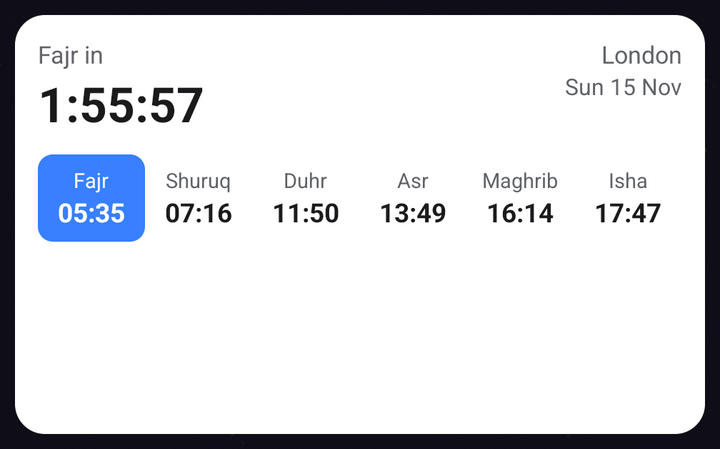 Fajr in
London
1:55:57
Sun 15 Nov
Fajr Shuruq Duhr Asr Maghrib Isha
05:35 07:16 11:50 13:49 16:14 17:47